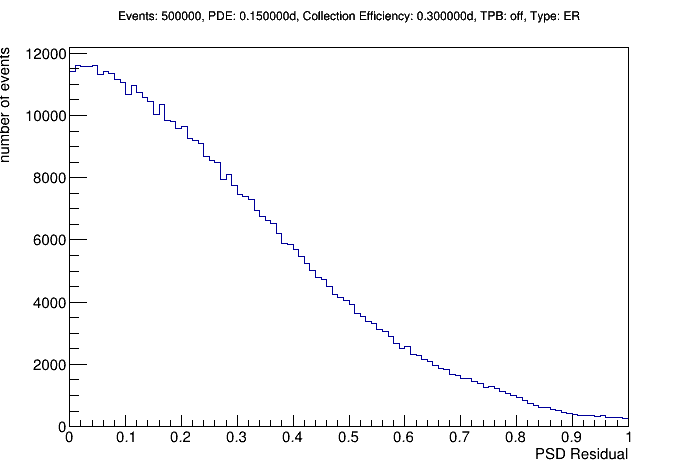 Events: 500000, PDE: 0.150000d, Collection Efficiency: 0.300000d, TPB: off, Type: ER
number of events
12000
10000
8000
6000
4000
2000
0
0 0.1 0.2 0.3 0.4 0.5 0.6 0.7 0.8 0.9 1
PSD Residual